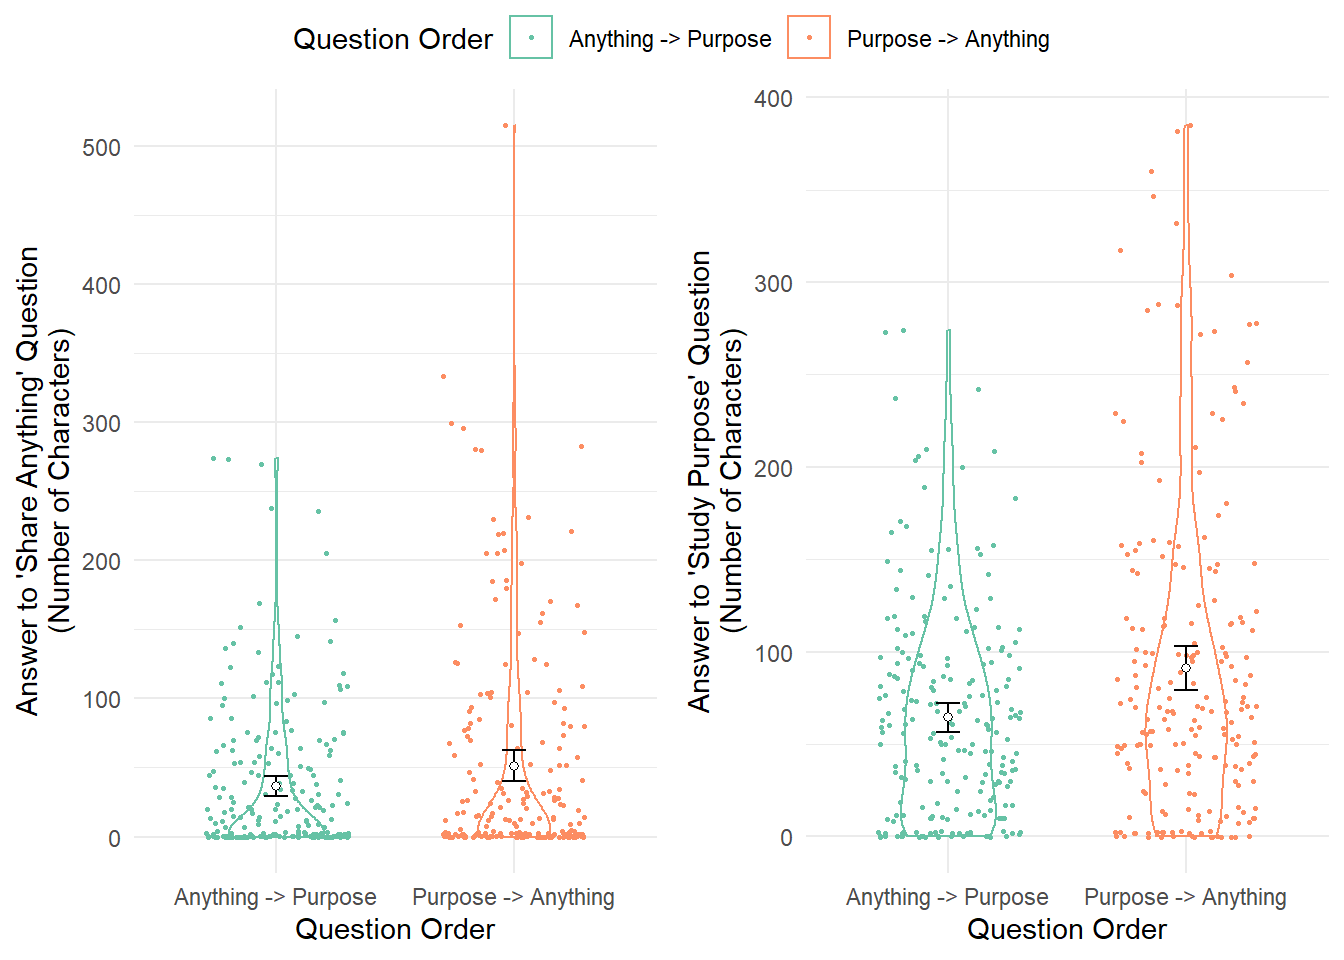 Question Order
Anything -> Purpose
Purpose -> Anything
Answer to 'Share Anything' Question
(Number of Characters)
500
400
300
200
100
0
Anything -> Purpose
Purpose -> Anything
Question Order
Answer to 'Study Purpose' Question
(Number of Characters)
400
300
200
100
0
Anything -> Purpose
Purpose -> Anything
Question Order